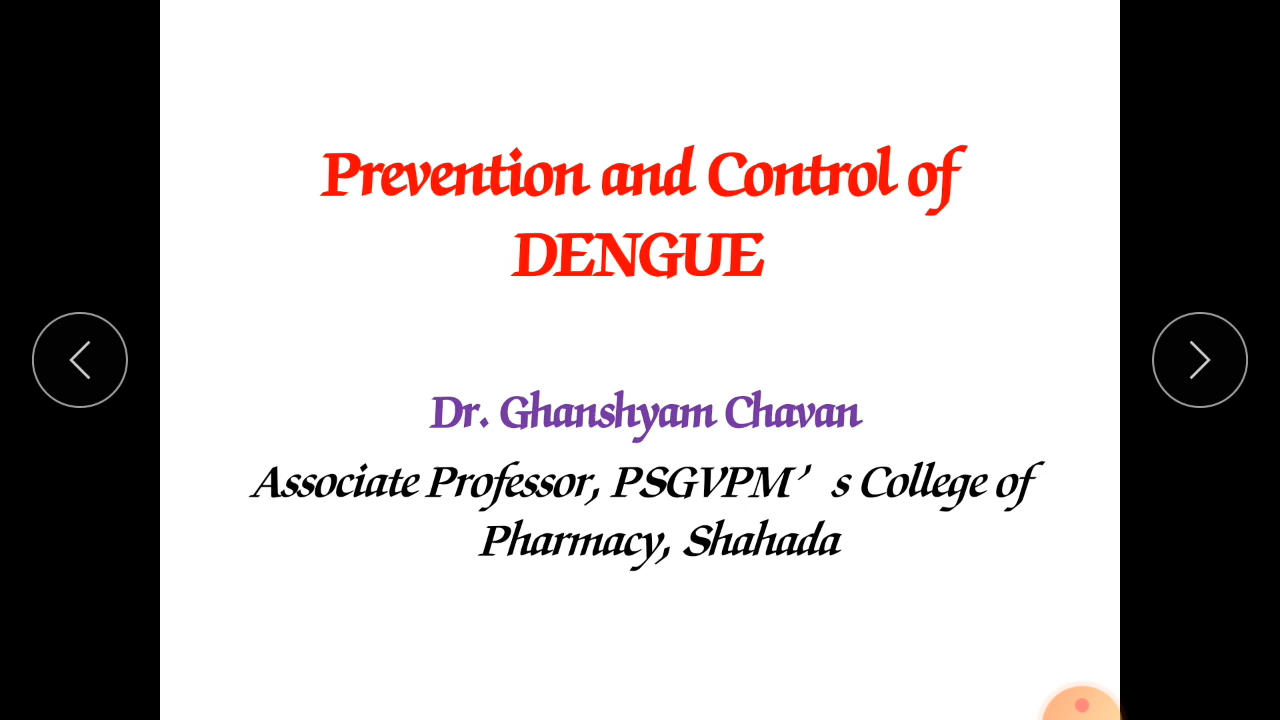 Prevention and Control of
DENGUE
Dr. Ghanshyam Chavan
Associate Professor, PSGVPM’ s College of
Pharmacy, Shahada